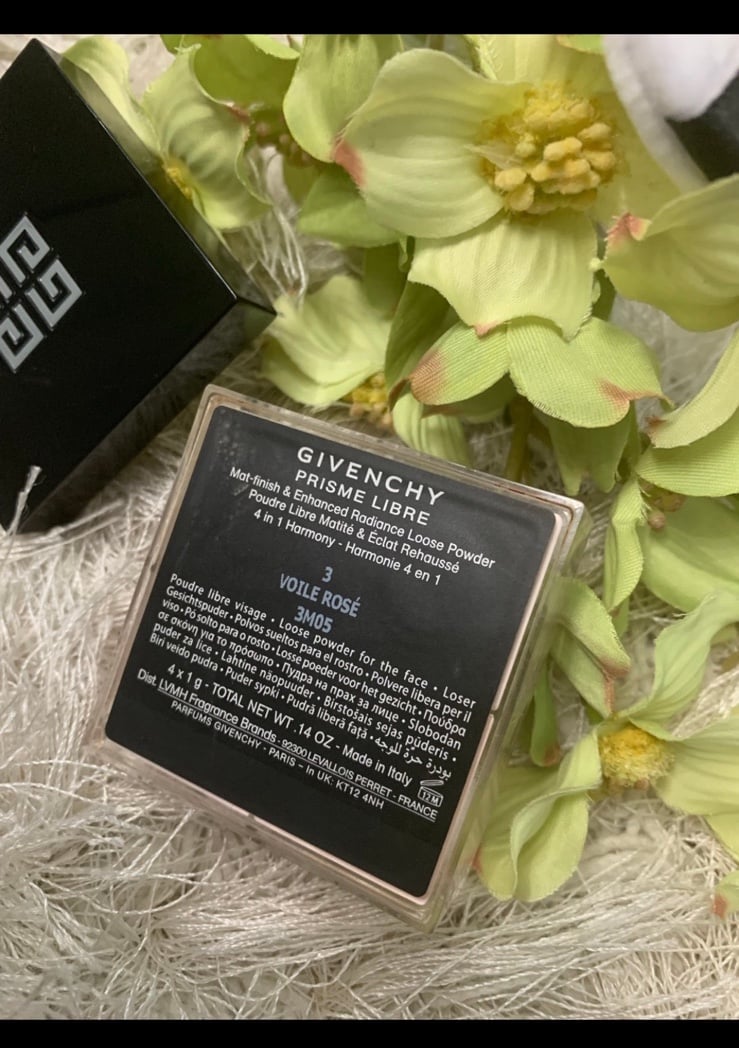 GIVENCHY
PRISME LIBRE
Mat-finish & Enhanced Radiance Loose Powder
Poudre Libre Matité & Éclat Rehaussé
4 in 1 Harmony - Harmonie 4 en 1
3
VOILE ROSÉ
3M05
Poudre libre visage • Loose powder for the face • Loser
Gesichtspuder • Polvos sueltos para el rostro • Polvere libera per il
viso • Pó solto para o rosto • Losse poeder voor het gezicht • Πούδρα
σε σκόνη για το πρόσωπο • Пудра на прах за лице • Slobodan
puder za lice • Lahtine näopuuder • Birstošais sejas pūderis •
Biri veido pudra • Puder sypki • Pudră liberă față • بودرة حرة للوجه
4 x 1 g - TOTAL NET WT .14 OZ - Made in Italy
12M
Dist. LVMH Fragrance Brands - 92300 LEVALLOIS PERRET - FRANCE
PARFUMS GIVENCHY - PARIS – In UK: KT12 4NH